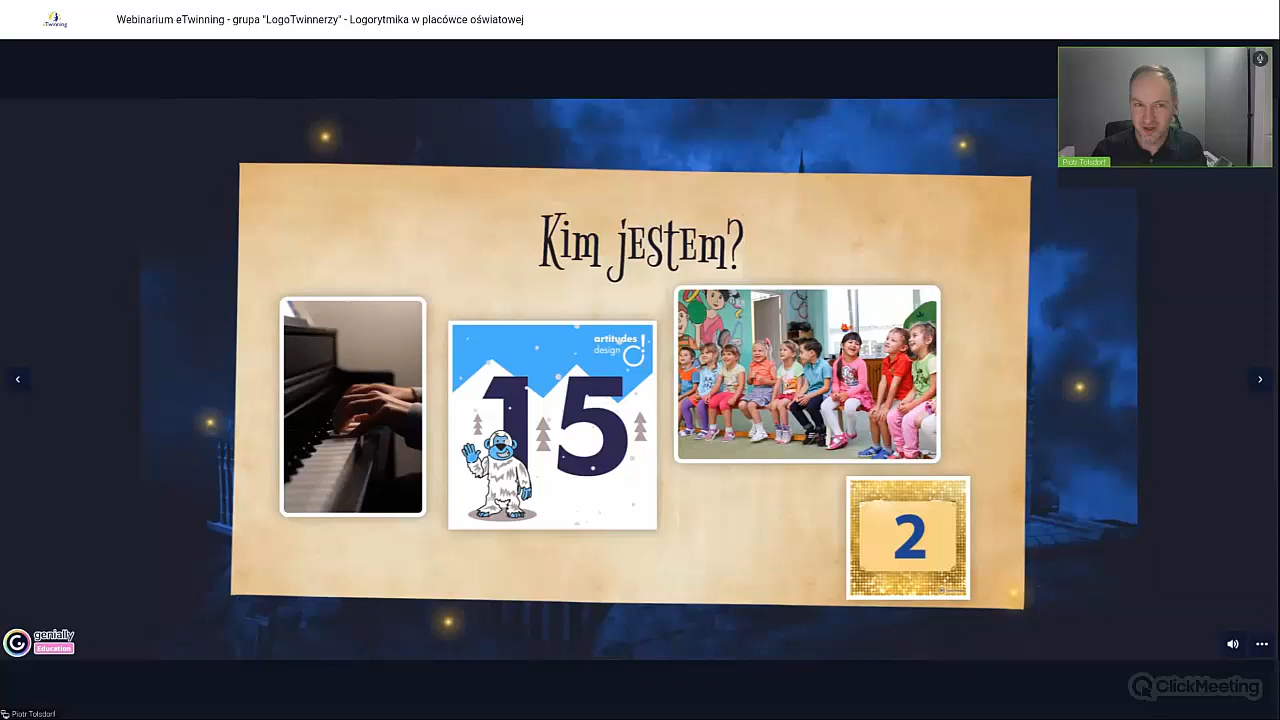 eTwinning
Webinarium eTwinning - grupa "LogoTwinnerzy" - Logorytmika w placówce oświatowej
Piotr Tolsdorf
Kim jestem?
artitudes
design
15
2
genially
Education
ClickMeeting
Piotr Tolsdorf